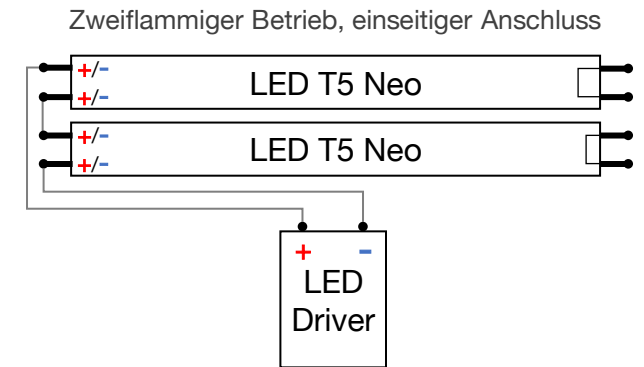 Zweiflammiger Betrieb, einseitiger Anschluss
+/-
LED T5 Neo
+/-
+/-
LED T5 Neo
+/-
+ -
LED
Driver